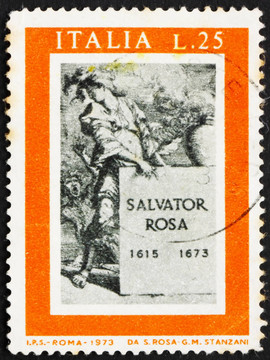 ITALIA L.25
SALVATOR
ROSA
1615 1673
I.P.S.-ROMA-1973 DA S.ROSA-G.M.STANZANI